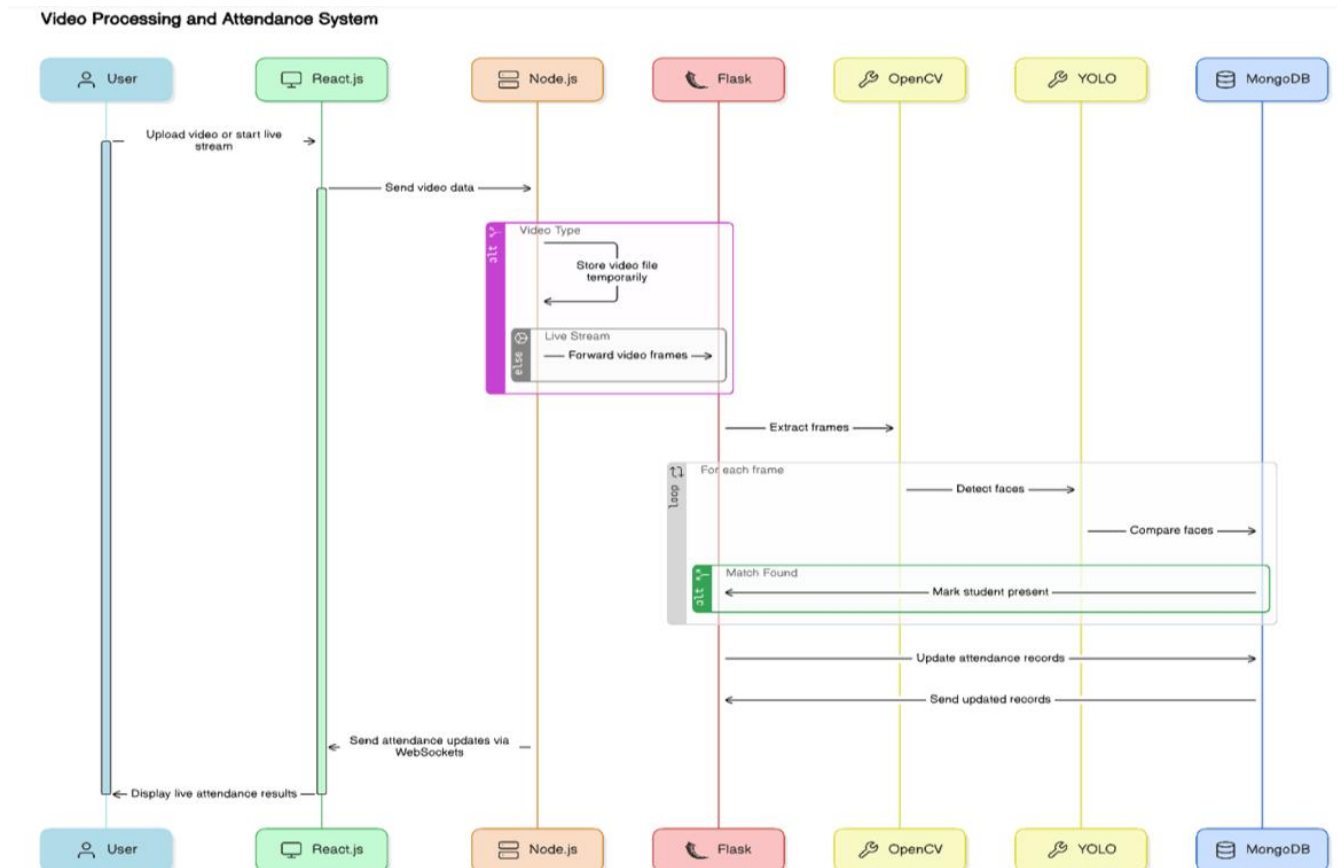 Video Processing and Attendance System
User
React.js
Node.js
Flask
OpenCV
YOLO
MongoDB
Upload video or start live
stream
Send video data
alt
Video Type
Store video file
temporarily
else
Live Stream
Forward video frames
Extract frames
loop
For each frame
Detect faces
Compare faces
alt
Match Found
Mark student present
Update attendance records
Send updated records
Send attendance updates via
WebSockets
Display live attendance results
User
React.js
Node.js
Flask
OpenCV
YOLO
MongoDB